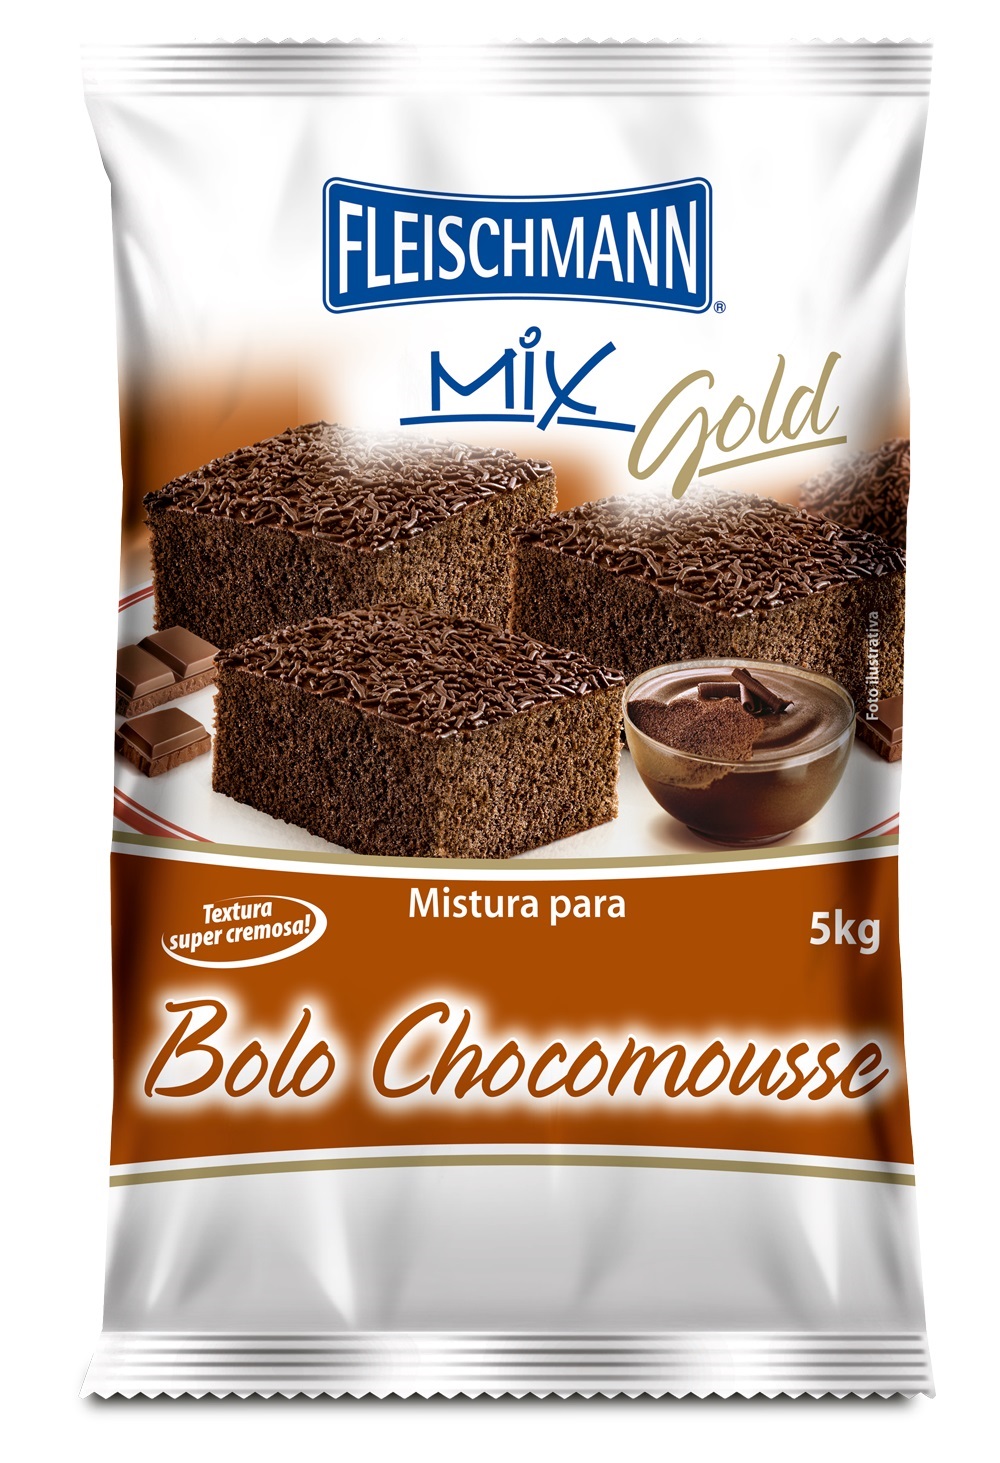 FLEISCHMANN®
Mix Gold
Foto ilustrativa
Mistura para
Textura
super cremosa!
5kg
Bolo Chocomousse